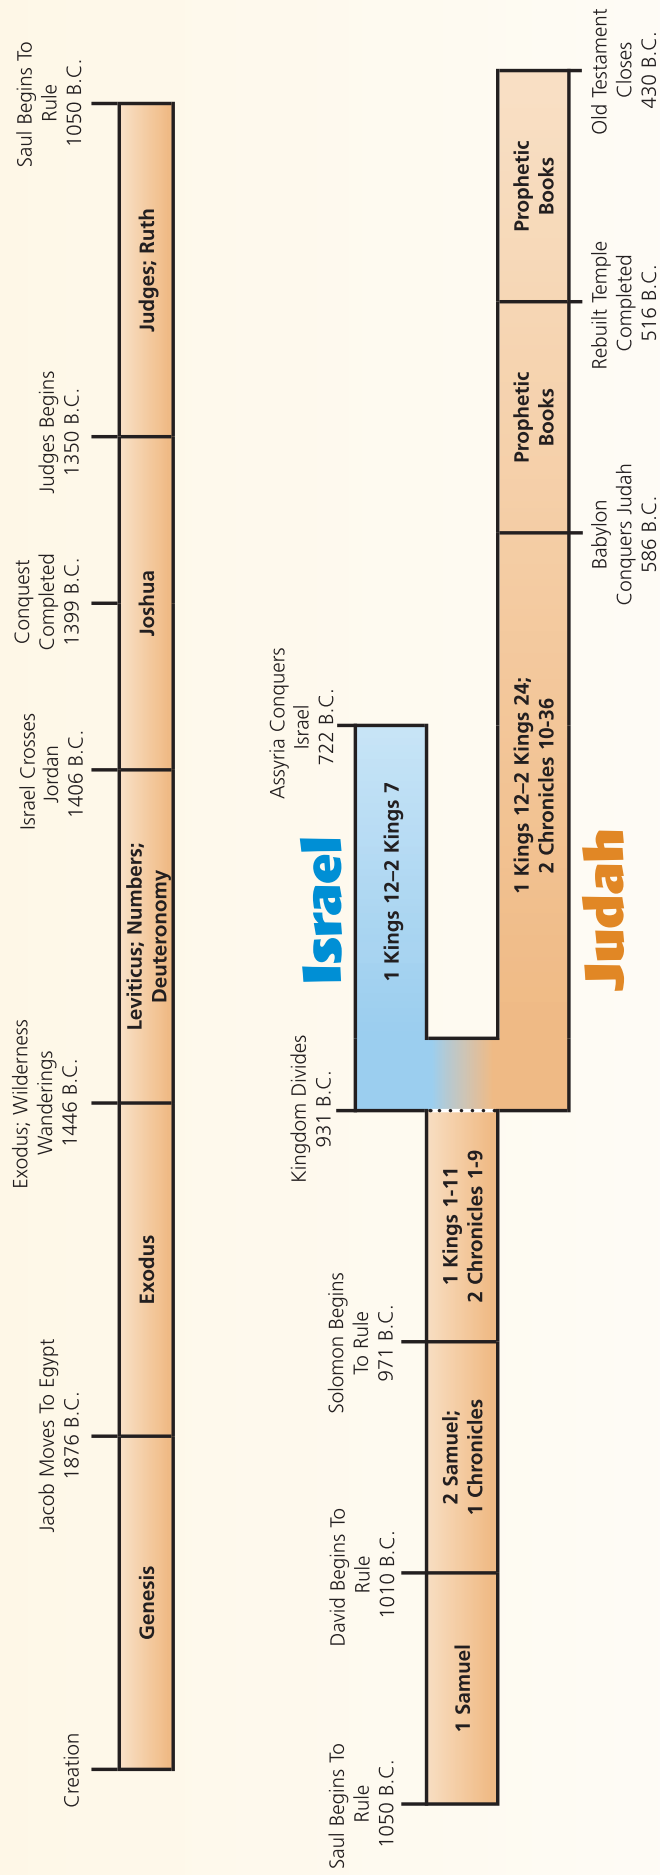 Creation
Jacob Moves To Egypt
1876 B.C.
Exodus; Wilderness
Wanderings
1446 B.C.
Israel Crosses
Jordan
1406 B.C.
Conquest
Completed
1399 B.C.
Judges Begins
1350 B.C.
Saul Begins To
Rule
1050 B.C.
Genesis
Exodus
Leviticus; Numbers;
Deuteronomy
Joshua
Judges; Ruth
Saul Begins To
Rule
1050 B.C.
David Begins To
Rule
1010 B.C.
Solomon Begins
To Rule
971 B.C.
Kingdom Divides
931 B.C.
Israel
Assyria Conquers
Israel
722 B.C.
1 Samuel
2 Samuel;
1 Chronicles
1 Kings 1-11
2 Chronicles 1-9
1 Kings 12–2 Kings 7
1 Kings 12–2 Kings 24;
2 Chronicles 10-36
Prophetic
Books
Prophetic
Books
Judah
Babylon
Conquers Judah
586 B.C.
Rebuilt Temple
Completed
516 B.C.
Old Testament
Closes
430 B.C.